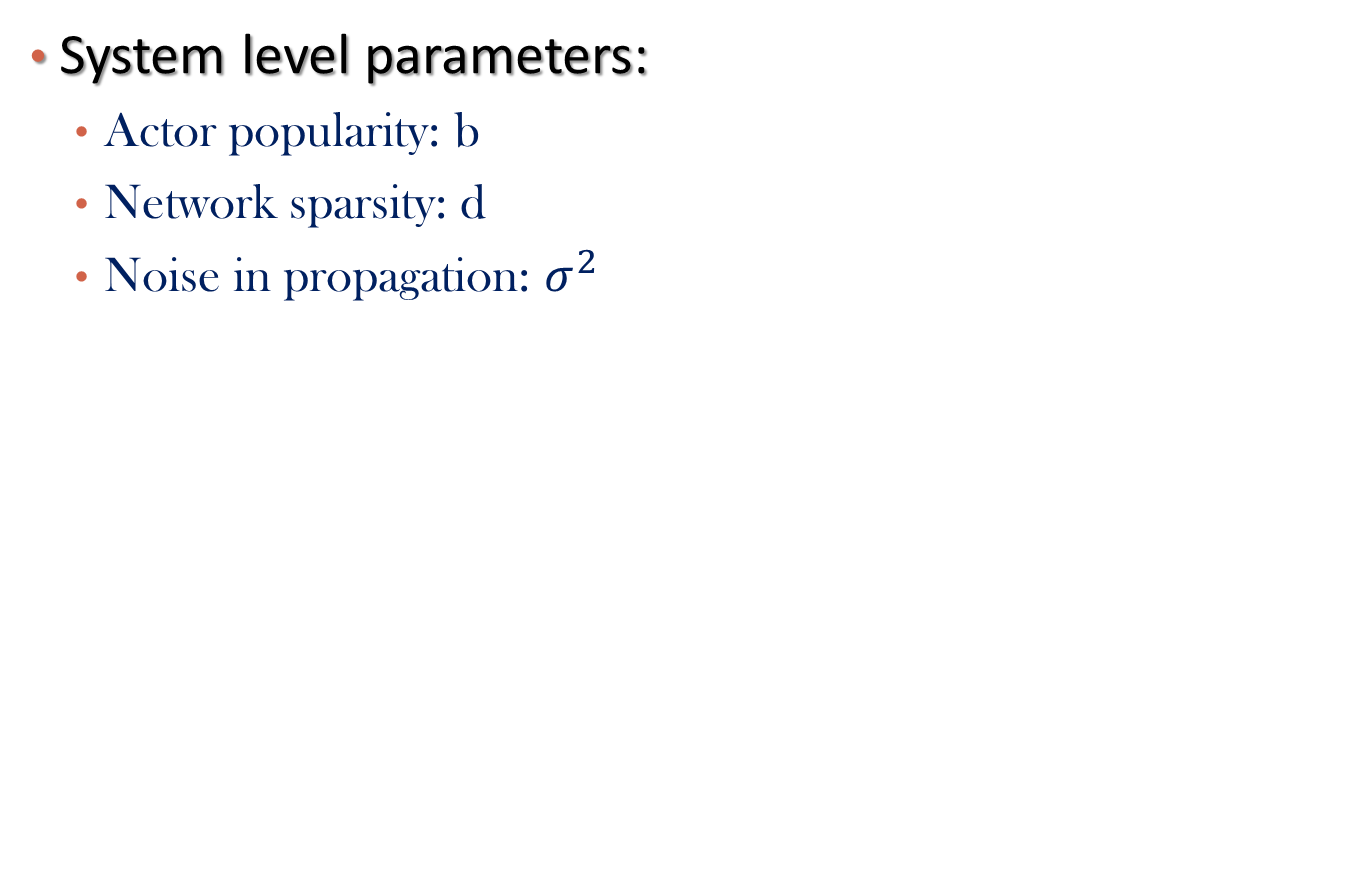 • System level parameters:
• Actor popularity: b
• Network sparsity: d
• Noise in propagation: σ²